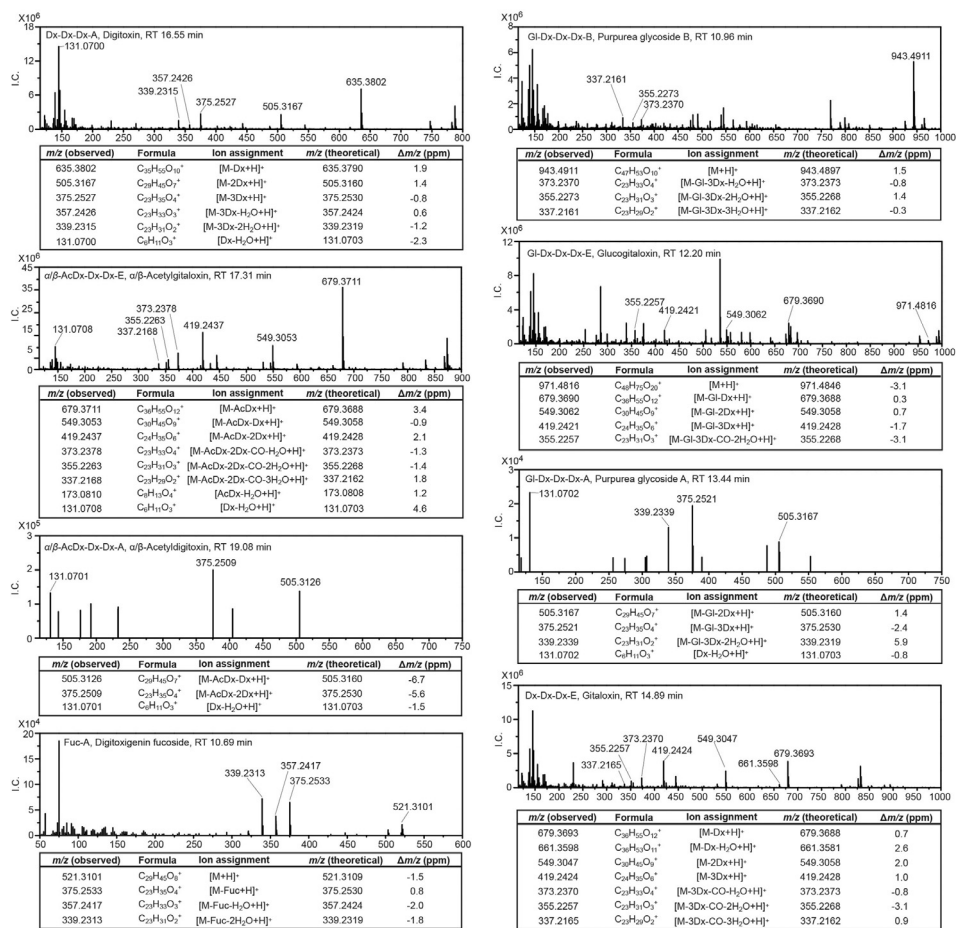 X10⁶
Dx-Dx-Dx-A, Digitoxin, RT 16.55 min
18
12
6
0
I.C.
131.0700
339.2315
357.2426
375.2527
505.3167
635.3802
150 200 250 300 350 400 450 500 550 600 650 700 750 800
m/z (observed) Formula Ion assignment m/z (theoretical) Δm/z (ppm)
635.3802 C₃₅H₅₅O₁₀⁺ [M-Dx+H]⁺ 635.3790 1.9
505.3167 C₂₉H₄₅O₇⁺ [M-2Dx+H]⁺ 505.3160 1.4
375.2527 C₂₃H₃₅O₄⁺ [M-3Dx+H]⁺ 375.2530 -0.8
357.2426 C₂₃H₃₃O₃⁺ [M-3Dx-H₂O+H]⁺ 357.2424 0.6
339.2315 C₂₃H₃₁O₂⁺ [M-3Dx-2H₂O+H]⁺ 339.2319 -1.2
131.0700 C₆H₁₁O₃⁺ [Dx-H₂O+H]⁺ 131.0703 -2.3
X10⁶
α/β-AcDx-Dx-Dx-E, α/β-Acetylgitaloxin, RT 17.31 min
45
35
25
15
5
0
I.C.
131.0708
337.2168
355.2263
373.2378
419.2437
549.3053
679.3711
150 200 250 300 350 400 450 500 550 600 650 700 750 800 850 900
m/z (observed) Formula Ion assignment m/z (theoretical) Δm/z (ppm)
679.3711 C₃₆H₅₅O₁₂⁺ [M-AcDx+H]⁺ 679.3688 3.4
549.3053 C₃₀H₄₅O₉⁺ [M-AcDx-Dx+H]⁺ 549.3058 -0.9
419.2437 C₂₄H₃₅O₆⁺ [M-AcDx-2Dx+H]⁺ 419.2428 2.1
373.2378 C₂₃H₃₃O₄⁺ [M-AcDx-2Dx-CO-H₂O+H]⁺ 373.2373 -1.3
355.2263 C₂₃H₃₁O₃⁺ [M-AcDx-2Dx-CO-2H₂O+H]⁺ 355.2268 -1.4
337.2168 C₂₃H₂₉O₂⁺ [M-AcDx-2Dx-CO-3H₂O+H]⁺ 337.2162 1.8
173.0810 C₈H₁₃O₄⁺ [AcDx-H₂O+H]⁺ 173.0808 1.2
131.0708 C₆H₁₁O₃⁺ [Dx-H₂O+H]⁺ 131.0703 4.6
X10⁵
α/β-AcDx-Dx-Dx-A, α/β-Acetyldigitoxin, RT 19.08 min
3
2
1
0
I.C.
131.0701
375.2509
505.3126
150 200 250 300 350 400 450 500 550 600 650 700 750
m/z (observed) Formula Ion assignment m/z (theoretical) Δm/z (ppm)
505.3126 C₂₉H₄₅O₇⁺ [M-AcDx-Dx+H]⁺ 505.3160 -6.7
375.2509 C₂₃H₃₅O₄⁺ [M-AcDx-2Dx+H]⁺ 375.2530 -5.6
131.0701 C₆H₁₁O₃⁺ [Dx-H₂O+H]⁺ 131.0703 -1.5
X10⁴
Fuc-A, Digitoxigenin fucoside, RT 10.69 min
20
15
10
5
0
I.C.
339.2313
357.2417
375.2533
521.3101
50 100 150 200 250 300 350 400 450 500 550 600
m/z (observed) Formula Ion assignment m/z (theoretical) Δm/z (ppm)
521.3101 C₂₉H₄₅O₈⁺ [M+H]⁺ 521.3109 -1.5
375.2533 C₂₃H₃₅O₄⁺ [M-Fuc+H]⁺ 375.2530 0.8
357.2417 C₂₃H₃₃O₃⁺ [M-Fuc-H₂O+H]⁺ 357.2424 -2.0
339.2313 C₂₃H₃₁O₂⁺ [M-Fuc-2H₂O+H]⁺ 339.2319 -1.8
X10⁶
Gl-Dx-Dx-Dx-B, Purpurea glycoside B, RT 10.96 min
8
6
4
2
0
I.C.
337.2161
355.2273
373.2370
943.4911
150 200 250 300 350 400 450 500 550 600 650 700 750 800 850 900 1000
m/z (observed) Formula Ion assignment m/z (theoretical) Δm/z (ppm)
943.4911 C₄₇H₅₃O₁₀⁺ [M+H]⁺ 943.4897 1.5
373.2370 C₂₃H₃₃O₄⁺ [M-Gl-3Dx-H₂O+H]⁺ 373.2373 -0.8
355.2273 C₂₃H₃₁O₃⁺ [M-Gl-3Dx-2H₂O+H]⁺ 355.2268 1.4
337.2161 C₂₃H₂₉O₂⁺ [M-Gl-3Dx-3H₂O+H]⁺ 337.2162 -0.3
X10⁶
Gl-Dx-Dx-Dx-E, Glucogitaloxin, RT 12.20 min
12
8
4
0
I.C.
355.2257
419.2421
549.3062
679.3690
971.4816
150 200 250 300 350 400 450 500 550 600 650 700 750 800 850 900 1000
m/z (observed) Formula Ion assignment m/z (theoretical) Δm/z (ppm)
971.4816 C₄₈H₇₅O₂₀⁺ [M+H]⁺ 971.4846 -3.1
679.3690 C₃₆H₅₅O₁₂⁺ [M-Gl-Dx+H]⁺ 679.3688 0.3
549.3062 C₃₀H₄₅O₉⁺ [M-Gl-2Dx+H]⁺ 549.3058 0.7
419.2421 C₂₄H₃₅O₆⁺ [M-Gl-3Dx+H]⁺ 419.2428 -1.7
355.2257 C₂₃H₃₁O₃⁺ [M-Gl-3Dx-CO-2H₂O+H]⁺ 355.2268 -3.1
X10⁴
Gl-Dx-Dx-Dx-A, Purpurea glycoside A, RT 13.44 min
3
2
1
0
I.C.
131.0702
339.2339
375.2521
505.3167
150 200 250 300 350 400 450 500 550 600 650 700 750
m/z (observed) Formula Ion assignment m/z (theoretical) Δm/z (ppm)
505.3167 C₂₉H₄₅O₇⁺ [M-Gl-2Dx+H]⁺ 505.3160 1.4
375.2521 C₂₃H₃₅O₄⁺ [M-Gl-3Dx+H]⁺ 375.2530 -2.4
339.2339 C₂₃H₃₁O₂⁺ [M-Gl-3Dx-2H₂O+H]⁺ 339.2319 5.9
131.0702 C₆H₁₁O₃⁺ [Dx-H₂O+H]⁺ 131.0703 -0.8
X10⁶
Dx-Dx-Dx-E, Gitaloxin, RT 14.89 min
15
10
5
0
I.C.
337.2165
355.2257
373.2370
419.2424
549.3047
661.3598
679.3693
150 200 250 300 350 400 450 500 550 600 650 700 750 800 850 900 1000
m/z (observed) Formula Ion assignment m/z (theoretical) Δm/z (ppm)
679.3693 C₃₆H₅₅O₁₂⁺ [M-Dx+H]⁺ 679.3688 0.7
661.3598 C₃₆H₅₃O₁₁⁺ [M-Dx-H₂O+H]⁺ 661.3581 2.6
549.3047 C₃₀H₄₅O₉⁺ [M-2Dx+H]⁺ 549.3058 2.0
419.2424 C₂₄H₃₅O₆⁺ [M-3Dx+H]⁺ 419.2428 1.0
373.2370 C₂₃H₃₃O₄⁺ [M-3Dx-CO-H₂O+H]⁺ 373.2373 -0.8
355.2257 C₂₃H₃₁O₃⁺ [M-3Dx-CO-2H₂O+H]⁺ 355.2268 -3.1
337.2165 C₂₃H₂₉O₂⁺ [M-3Dx-CO-3H₂O+H]⁺ 337.2162 0.9